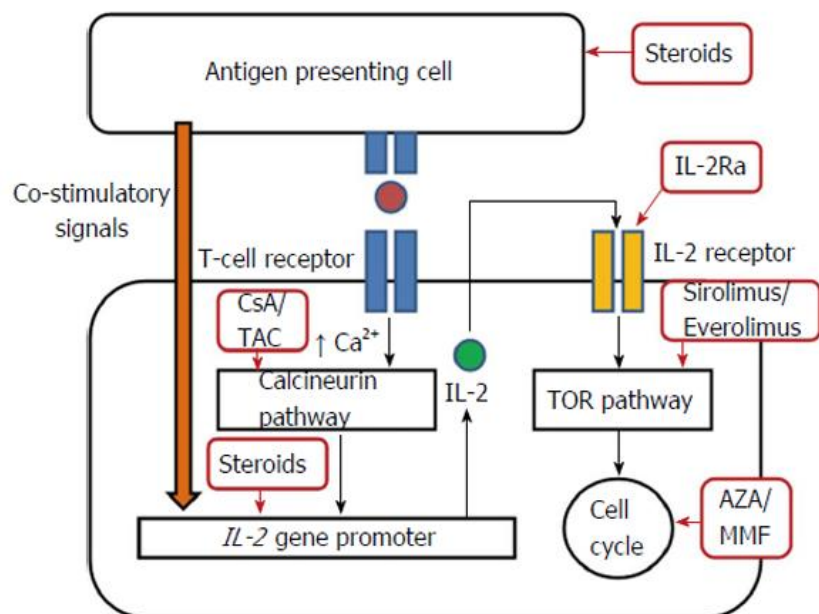 Antigen presenting cell
Steroids
Co-stimulatory
signals
IL-2Ra
T-cell receptor
IL-2 receptor
CsA/
TAC
↑ Ca²⁺
Sirolimus/
Everolimus
Calcineurin
pathway
IL-2
TOR pathway
Steroids
IL-2 gene promoter
Cell
cycle
AZA/
MMF